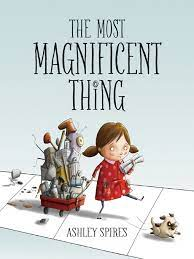 THE MOST
MAGNIFICENT
THING
ASHLEY SPIRES